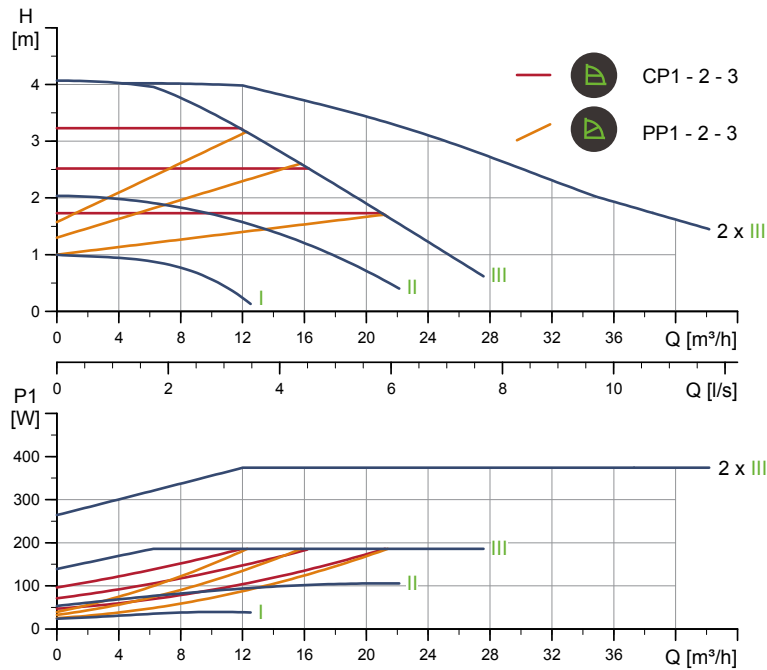 H
[m]
4
3
2
1
0
CP1 - 2 - 3
PP1 - 2 - 3
2 x III
III
II
I
0 4 8 12 16 20 24 28 32 36 Q [m³/h]
0 2 4 6 8 10 Q [l/s]
P1
[W]
400
300
200
100
0
2 x III
III
II
I
0 4 8 12 16 20 24 28 32 36 Q [m³/h]